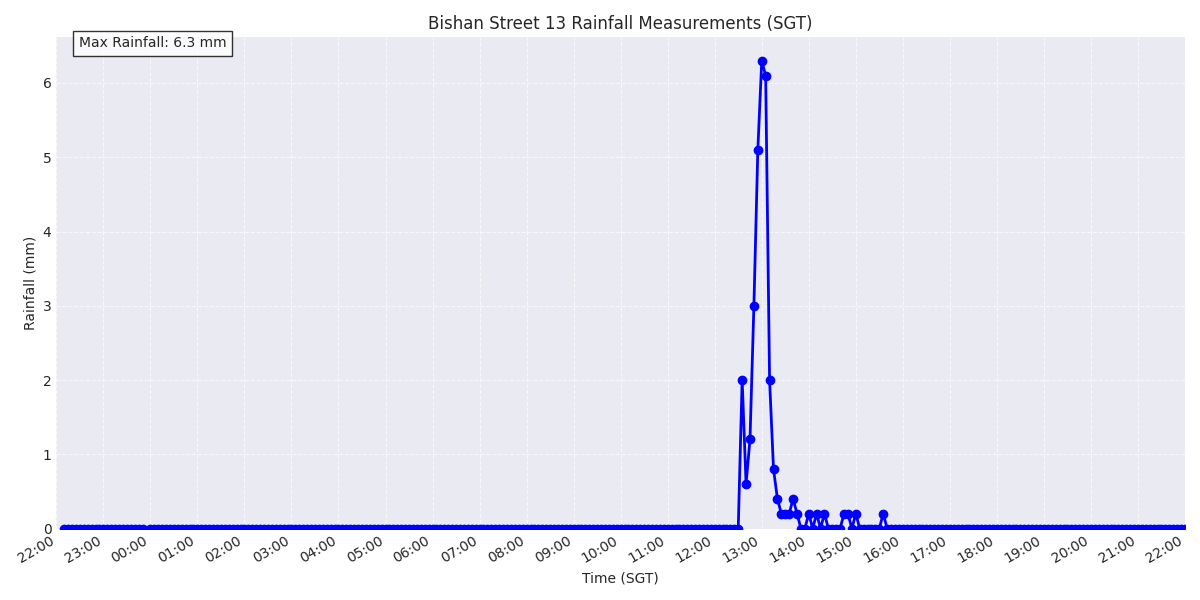 Bishan Street 13 Rainfall Measurements (SGT)
Max Rainfall: 6.3 mm
Rainfall (mm)
6
5
4
3
2
1
0
22:00 23:00 00:00 01:00 02:00 03:00 04:00 05:00 06:00 07:00 08:00 09:00 10:00 11:00 12:00 13:00 14:00 15:00 16:00 17:00 18:00 19:00 20:00 21:00 22:00
Time (SGT)